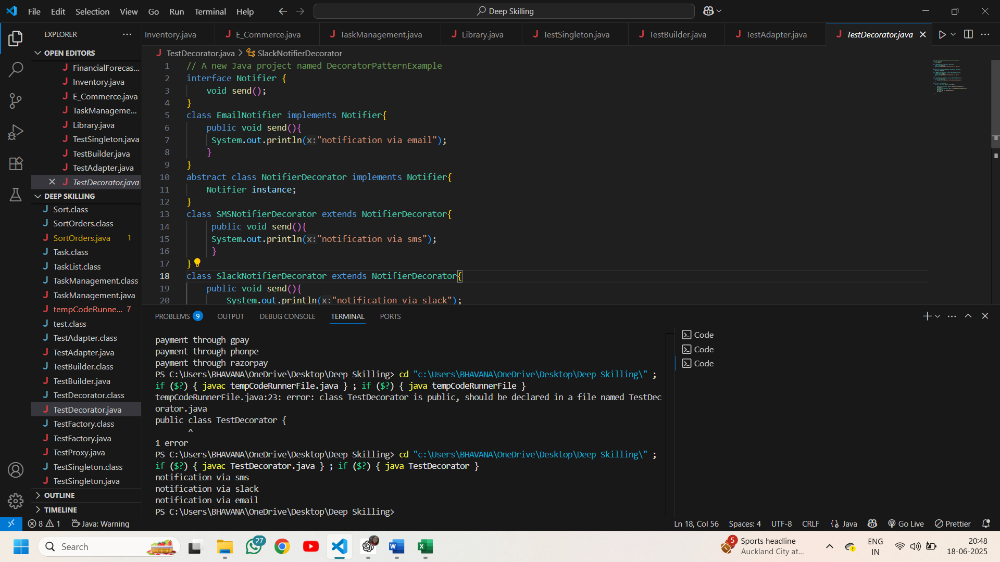 File Edit Selection View Go Run Terminal Help
Deep Skilling
EXPLORER
OPEN EDITORS
FinancialForecas...
Inventory.java
E_Commerce.java
TaskManageme...
Library.java
TestSingleton.java
TestBuilder.java
TestAdapter.java
TestDecorator.java
DEEP SKILLING
Sort.class
SortOrders.class
SortOrders.java 1
Task.class
TaskList.class
TaskManagement.class
TaskManagement.java
tempCodeRunne... 7
test.class
TestAdapter.class
TestAdapter.java
TestBuilder.class
TestBuilder.java
TestDecorator.class
TestDecorator.java
TestFactory.class
TestFactory.java
TestProxy.java
TestSingleton.class
TestSingleton.java
OUTLINE
TIMELINE
Inventory.java E_Commerce.java TaskManagement.java Library.java TestSingleton.java TestBuilder.java TestAdapter.java TestDecorator.java
TestDecorator.java > SlackNotifierDecorator
1 // A new Java project named DecoratorPatternExample
2 interface Notifier {
3 void send();
4 }
5 class EmailNotifier implements Notifier{
6 public void send(){
7 System.out.println(x:"notification via email");
8 }
9 }
10 abstract class NotifierDecorator implements Notifier{
11 Notifier instance;
12 }
13 class SMSNotifierDecorator extends NotifierDecorator{
14 public void send(){
15 System.out.println(x:"notification via sms");
16 }
17 }
18 class SlackNotifierDecorator extends NotifierDecorator{
19 public void send(){
20 System.out.println(x:"notification via slack");
PROBLEMS 9 OUTPUT DEBUG CONSOLE TERMINAL PORTS
payment through gpay
payment through phonpe
payment through razorpay
PS C:\Users\BHAVANA\OneDrive\Desktop\Deep Skilling> cd "c:\Users\BHAVANA\OneDrive\Desktop\Deep Skilling\" ;
if ($?) { javac tempCodeRunnerFile.java } ; if ($?) { java tempCodeRunnerFile }
tempCodeRunnerFile.java:23: error: class TestDecorator is public, should be declared in a file named TestDec
orator.java
public class TestDecorator {
^
1 error
PS C:\Users\BHAVANA\OneDrive\Desktop\Deep Skilling> cd "c:\Users\BHAVANA\OneDrive\Desktop\Deep Skilling\" ;
if ($?) { javac TestDecorator.java } ; if ($?) { java TestDecorator }
notification via sms
notification via slack
notification via email
PS C:\Users\BHAVANA\OneDrive\Desktop\Deep Skilling>
Code
Code
Code
8 1 Java: Warning
Ln 18, Col 56 Spaces: 4 UTF-8 CRLF {} Java Go Live Prettier
Search
27
5
Sports headline
Auckland City at...
ENG
IN
20:48
18-06-2025